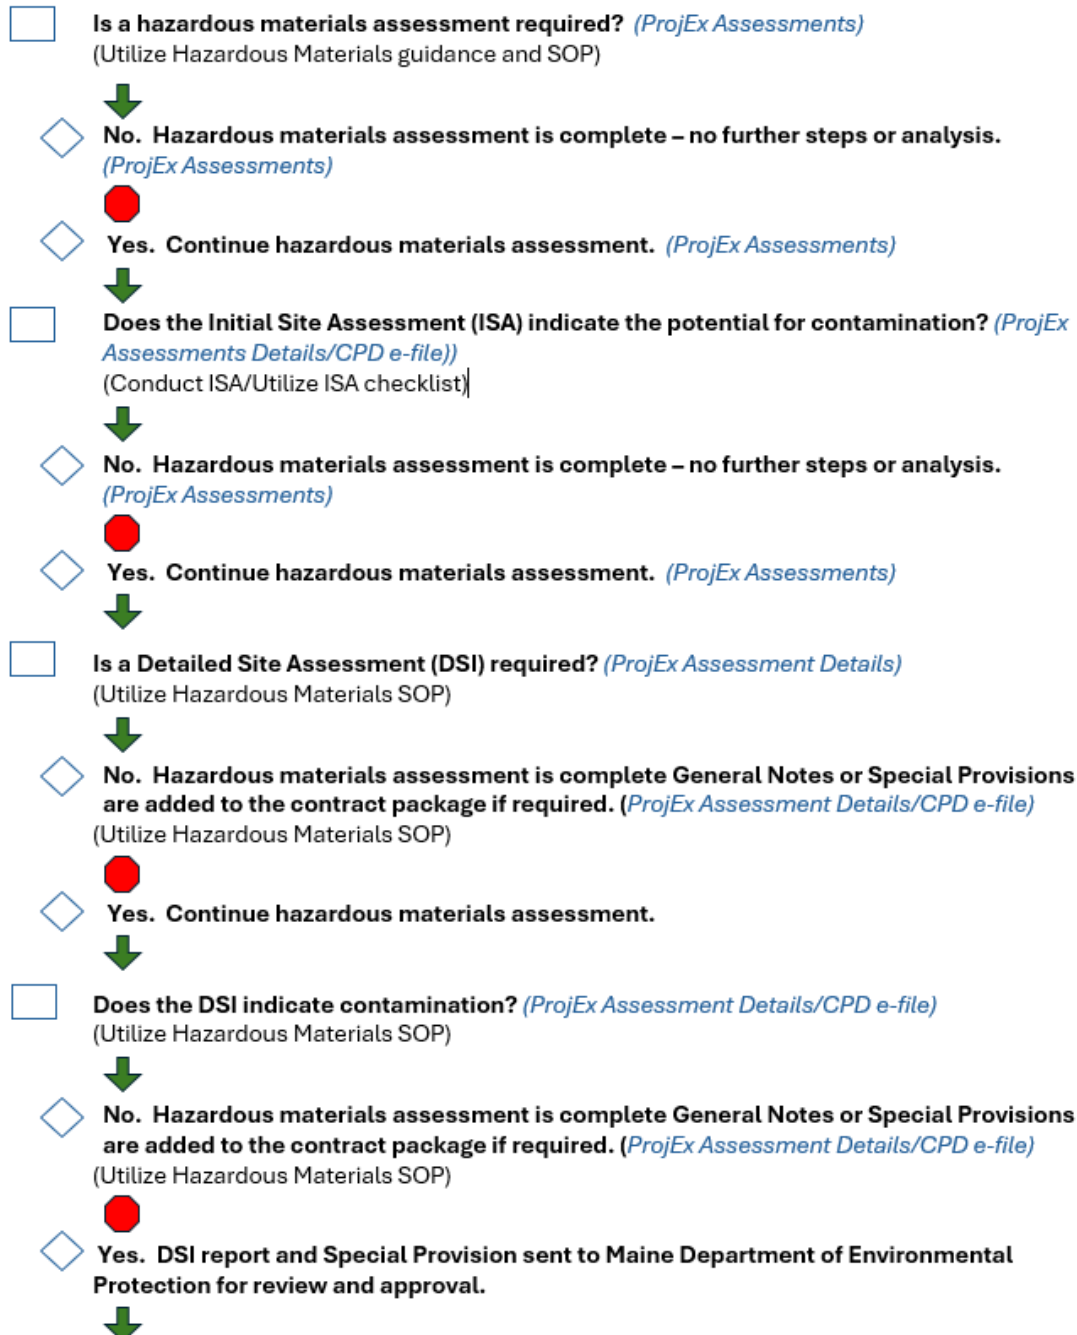 Is a hazardous materials assessment required? (ProjEx Assessments)
(Utilize Hazardous Materials guidance and SOP)
No. Hazardous materials assessment is complete – no further steps or analysis.
(ProjEx Assessments)
Yes. Continue hazardous materials assessment. (ProjEx Assessments)
Does the Initial Site Assessment (ISA) indicate the potential for contamination? (ProjEx
Assessments Details/CPD e-file))
(Conduct ISA/Utilize ISA checklist)
No. Hazardous materials assessment is complete – no further steps or analysis.
(ProjEx Assessments)
Yes. Continue hazardous materials assessment. (ProjEx Assessments)
Is a Detailed Site Assessment (DSI) required? (ProjEx Assessment Details)
(Utilize Hazardous Materials SOP)
No. Hazardous materials assessment is complete General Notes or Special Provisions
are added to the contract package if required. (ProjEx Assessment Details/CPD e-file)
(Utilize Hazardous Materials SOP)
Yes. Continue hazardous materials assessment.
Does the DSI indicate contamination? (ProjEx Assessment Details/CPD e-file)
(Utilize Hazardous Materials SOP)
No. Hazardous materials assessment is complete General Notes or Special Provisions
are added to the contract package if required. (ProjEx Assessment Details/CPD e-file)
(Utilize Hazardous Materials SOP)
Yes. DSI report and Special Provision sent to Maine Department of Environmental
Protection for review and approval.